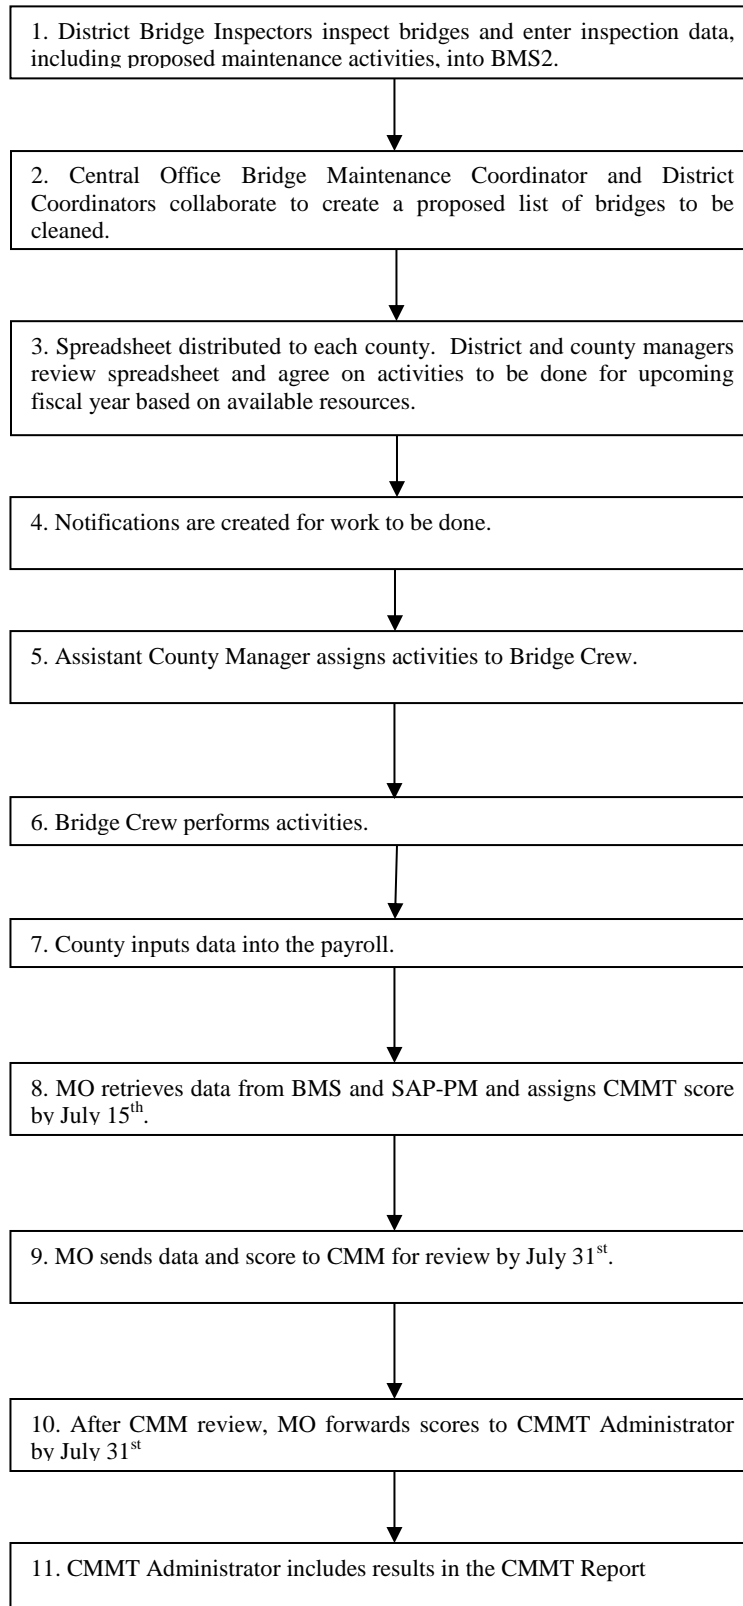 1. District Bridge Inspectors inspect bridges and enter inspection data,
including proposed maintenance activities, into BMS2.
2. Central Office Bridge Maintenance Coordinator and District
Coordinators collaborate to create a proposed list of bridges to be
cleaned.
3. Spreadsheet distributed to each county. District and county managers
review spreadsheet and agree on activities to be done for upcoming
fiscal year based on available resources.
4. Notifications are created for work to be done.
5. Assistant County Manager assigns activities to Bridge Crew.
6. Bridge Crew performs activities.
7. County inputs data into the payroll.
8. MO retrieves data from BMS and SAP-PM and assigns CMMT score
by July 15th.
9. MO sends data and score to CMM for review by July 31st.
10. After CMM review, MO forwards scores to CMMT Administrator
by July 31st
11. CMMT Administrator includes results in the CMMT Report